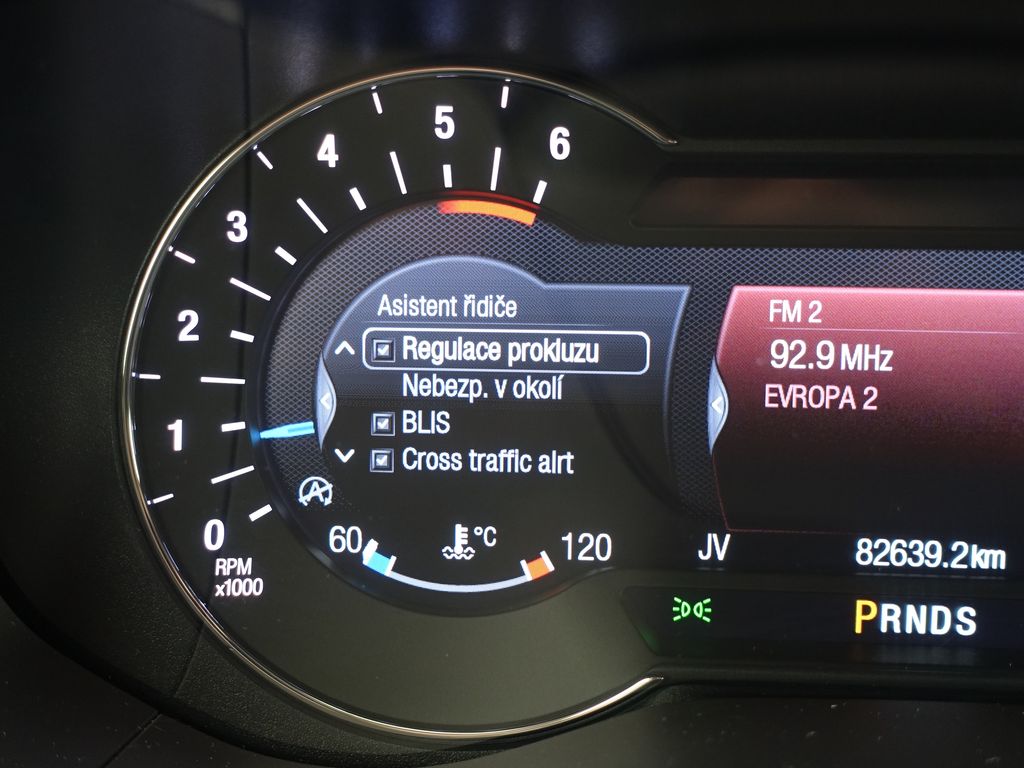 6
5
4
3
2
1
0
RPM
x1000
Asistent řidiče
Regulace prokluzu
Nebezp. v okolí
BLIS
Cross traffic alrt
60 °C 120
FM 2
92.9 MHz
EVROPA 2
JV 82639.2km
PRNDS